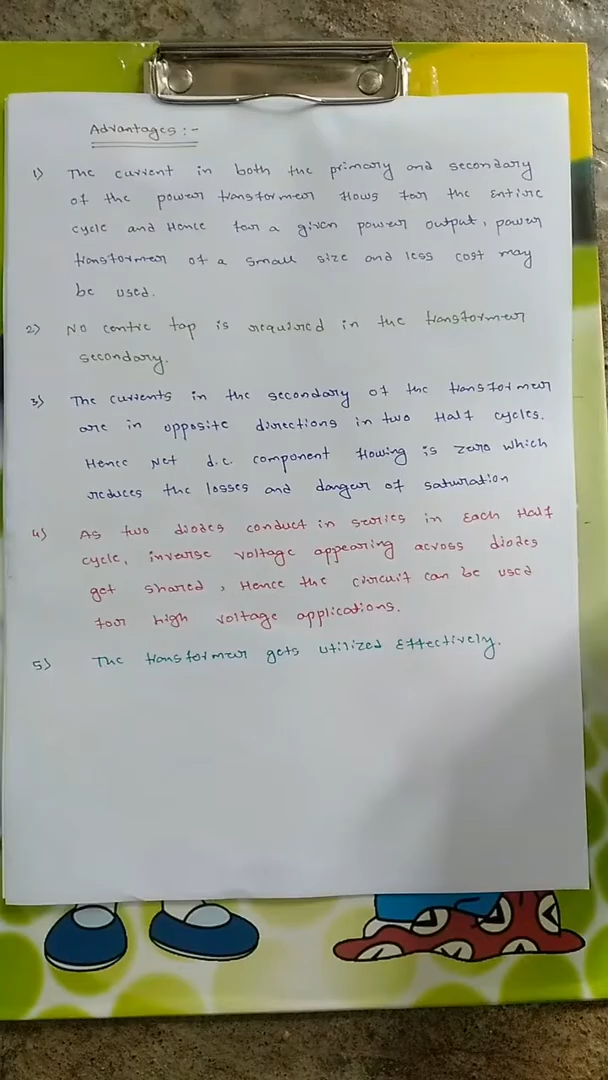 Advantages :-
1) The current in both the primary and secondary
of the power transformer flows for the Entire
cycle and Hence for a given power output, power
transformer of a small size and less cost may
be used.
2) No centre tap is required in the transformer
secondary.
3) The currents in the secondary of the transformer
are in opposite directions in two Half cycles.
Hence Net d.c. component flowing is zero which
reduces the losses and danger of saturation
4) As two diodes conduct in series in Each Half
cycle, inverse voltage appearing across diodes
get shared, Hence the circuit can be used
for high voltage applications.
5) The transformer gets utilized Effectively.